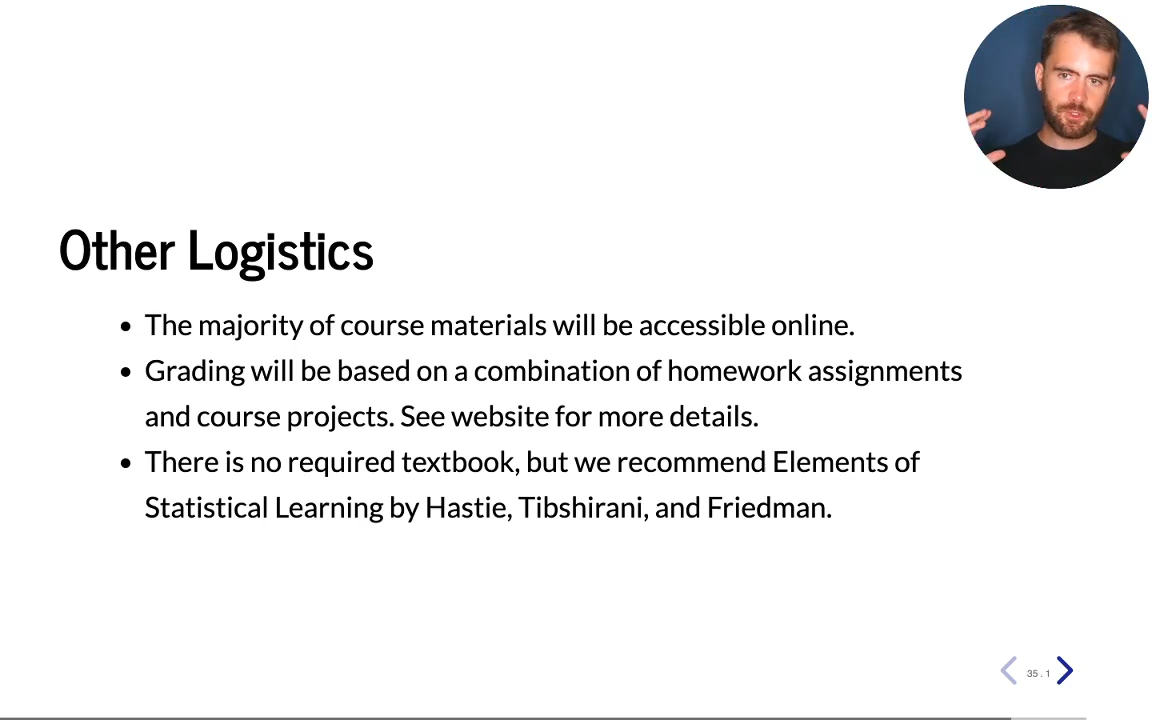 Other Logistics
The majority of course materials will be accessible online.
Grading will be based on a combination of homework assignments
and course projects. See website for more details.
There is no required textbook, but we recommend Elements of
Statistical Learning by Hastie, Tibshirani, and Friedman.
35 . 1